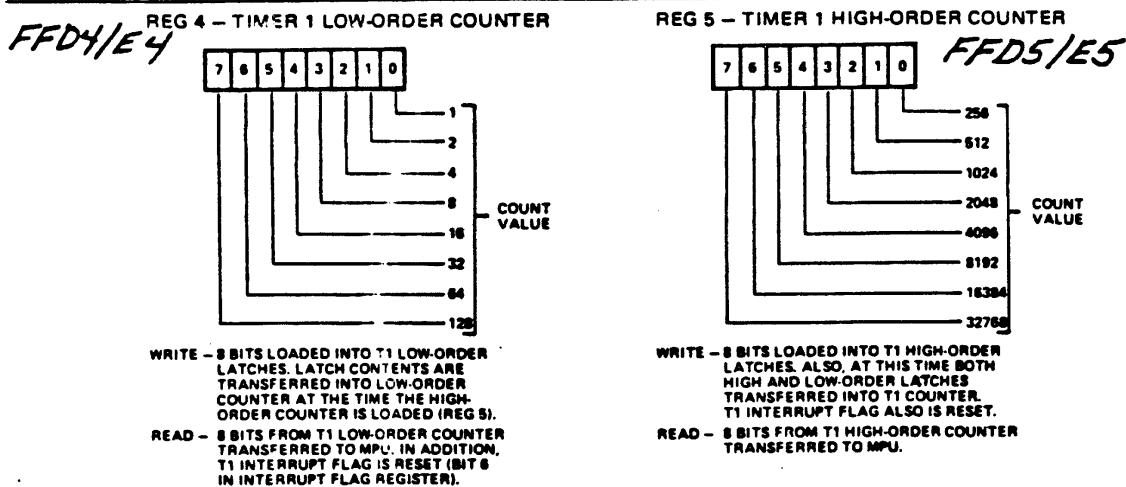 REG 4 – TIMER 1 LOW-ORDER COUNTER
FFD4/E4
7 6 5 4 3 2 1 0
1
2
4
8
16
32
64
128
COUNT
VALUE
WRITE – 8 BITS LOADED INTO T1 LOW-ORDER
LATCHES. LATCH CONTENTS ARE
TRANSFERRED INTO LOW-ORDER
COUNTER AT THE TIME THE HIGH-
ORDER COUNTER IS LOADED (REG 5).
READ – 8 BITS FROM T1 LOW-ORDER COUNTER
TRANSFERRED TO MPU. IN ADDITION,
T1 INTERRUPT FLAG IS RESET (BIT 6
IN INTERRUPT FLAG REGISTER).
REG 5 – TIMER 1 HIGH-ORDER COUNTER
FFD5/E5
7 6 5 4 3 2 1 0
256
512
1024
2048
4096
8192
16384
32768
COUNT
VALUE
WRITE – 8 BITS LOADED INTO T1 HIGH-ORDER
LATCHES. ALSO, AT THIS TIME BOTH
HIGH AND LOW-ORDER LATCHES
TRANSFERRED INTO T1 COUNTER.
T1 INTERRUPT FLAG ALSO IS RESET.
READ – 8 BITS FROM T1 HIGH-ORDER COUNTER
TRANSFERRED TO MPU.